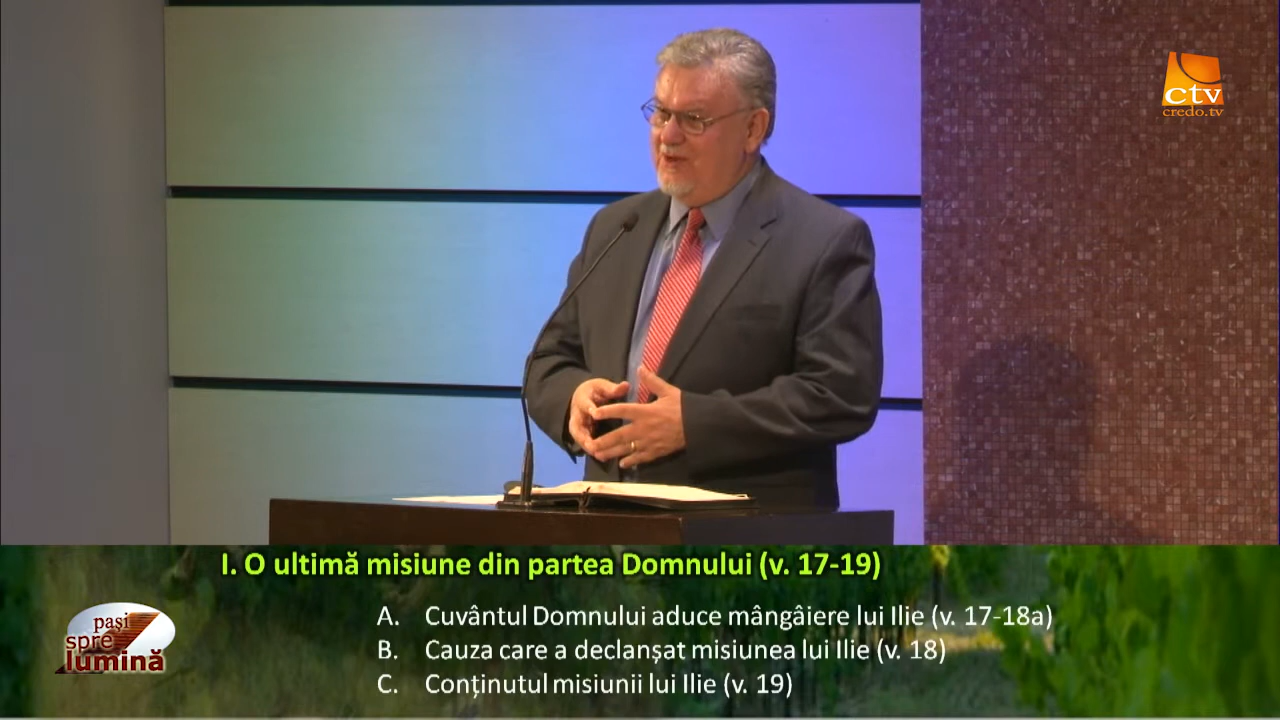 ctv
credo.tv
I. O ultimă misiune din partea Domnului (v. 17-19)
A. Cuvântul Domnului aduce mângâiere lui Ilie (v. 17-18a)
B. Cauza care a declanșat misiunea lui Ilie (v. 18)
C. Conținutul misiunii lui Ilie (v. 19)
pași
spre
lumină